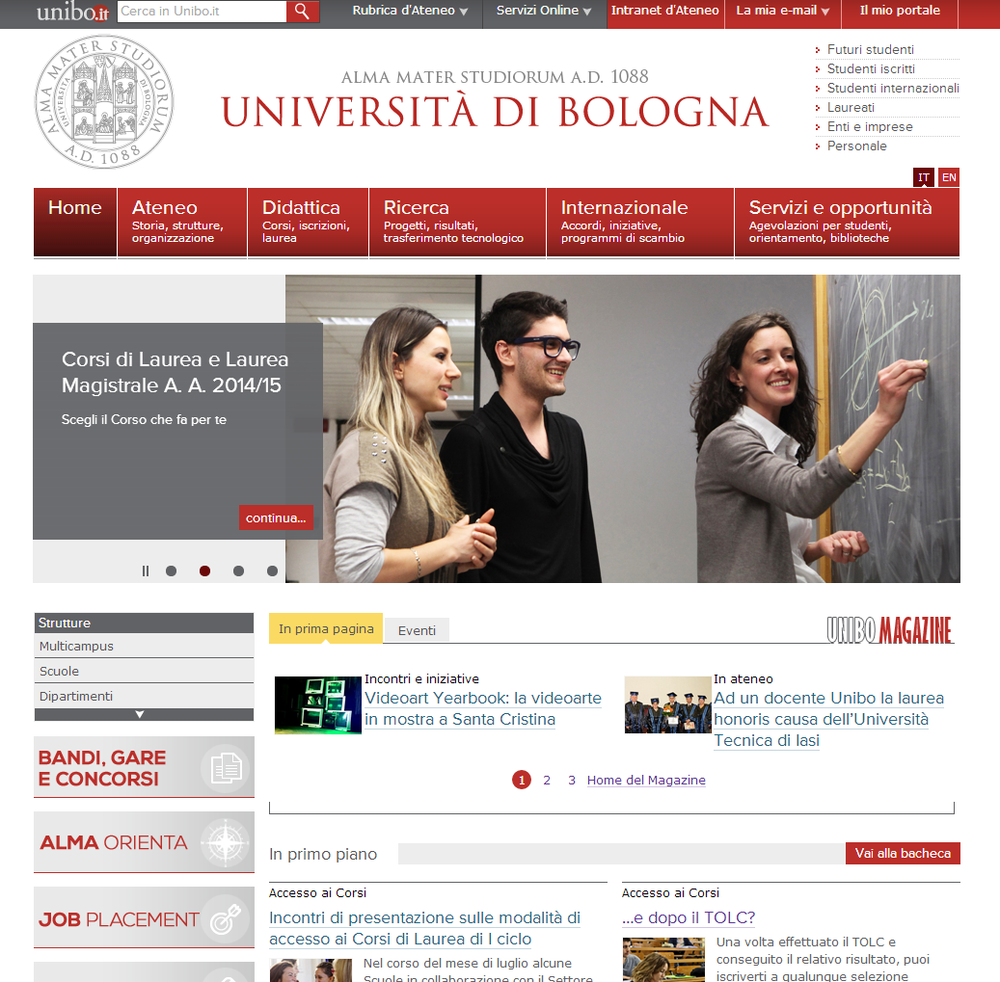 unibo.it
Cerca in Unibo.it
Rubrica d'Ateneo
Servizi Online
Intranet d'Ateneo
La mia e-mail
Il mio portale
ALMA MATER STUDIORUM
UNIVERSITÀ
DI BOLOGNA
A.D. 1088
ALMA MATER STUDIORUM A.D. 1088
UNIVERSITÀ DI BOLOGNA
Futuri studenti
Studenti iscritti
Studenti internazionali
Laureati
Enti e imprese
Personale
IT EN
Home
Ateneo
Storia, strutture,
organizzazione
Didattica
Corsi, iscrizioni,
laurea
Ricerca
Progetti, risultati,
trasferimento tecnologico
Internazionale
Accordi, iniziative,
programmi di scambio
Servizi e opportunità
Agevolazioni per studenti,
orientamento, biblioteche
Corsi di Laurea e Laurea
Magistrale A. A. 2014/15
Scegli il Corso che fa per te
continua...
Strutture
Multicampus
Scuole
Dipartimenti
BANDI, GARE
E CONCORSI
ALMA ORIENTA
JOB PLACEMENT
In prima pagina
Eventi
UNIBO MAGAZINE
Incontri e iniziative
Videoart Yearbook: la videoarte
in mostra a Santa Cristina
In ateneo
Ad un docente Unibo la laurea
honoris causa dell'Università
Tecnica di Iasi
1 2 3 Home del Magazine
In primo piano
Vai alla bacheca
Accesso ai Corsi
Incontri di presentazione sulle modalità di
accesso ai Corsi di Laurea di I ciclo
Nel corso del mese di luglio alcune
Scuole in collaborazione con il Settore
Accesso ai Corsi
...e dopo il TOLC?
Una volta effettuato il TOLC e
conseguito il relativo risultato, puoi
iscriverti a qualunque selezione